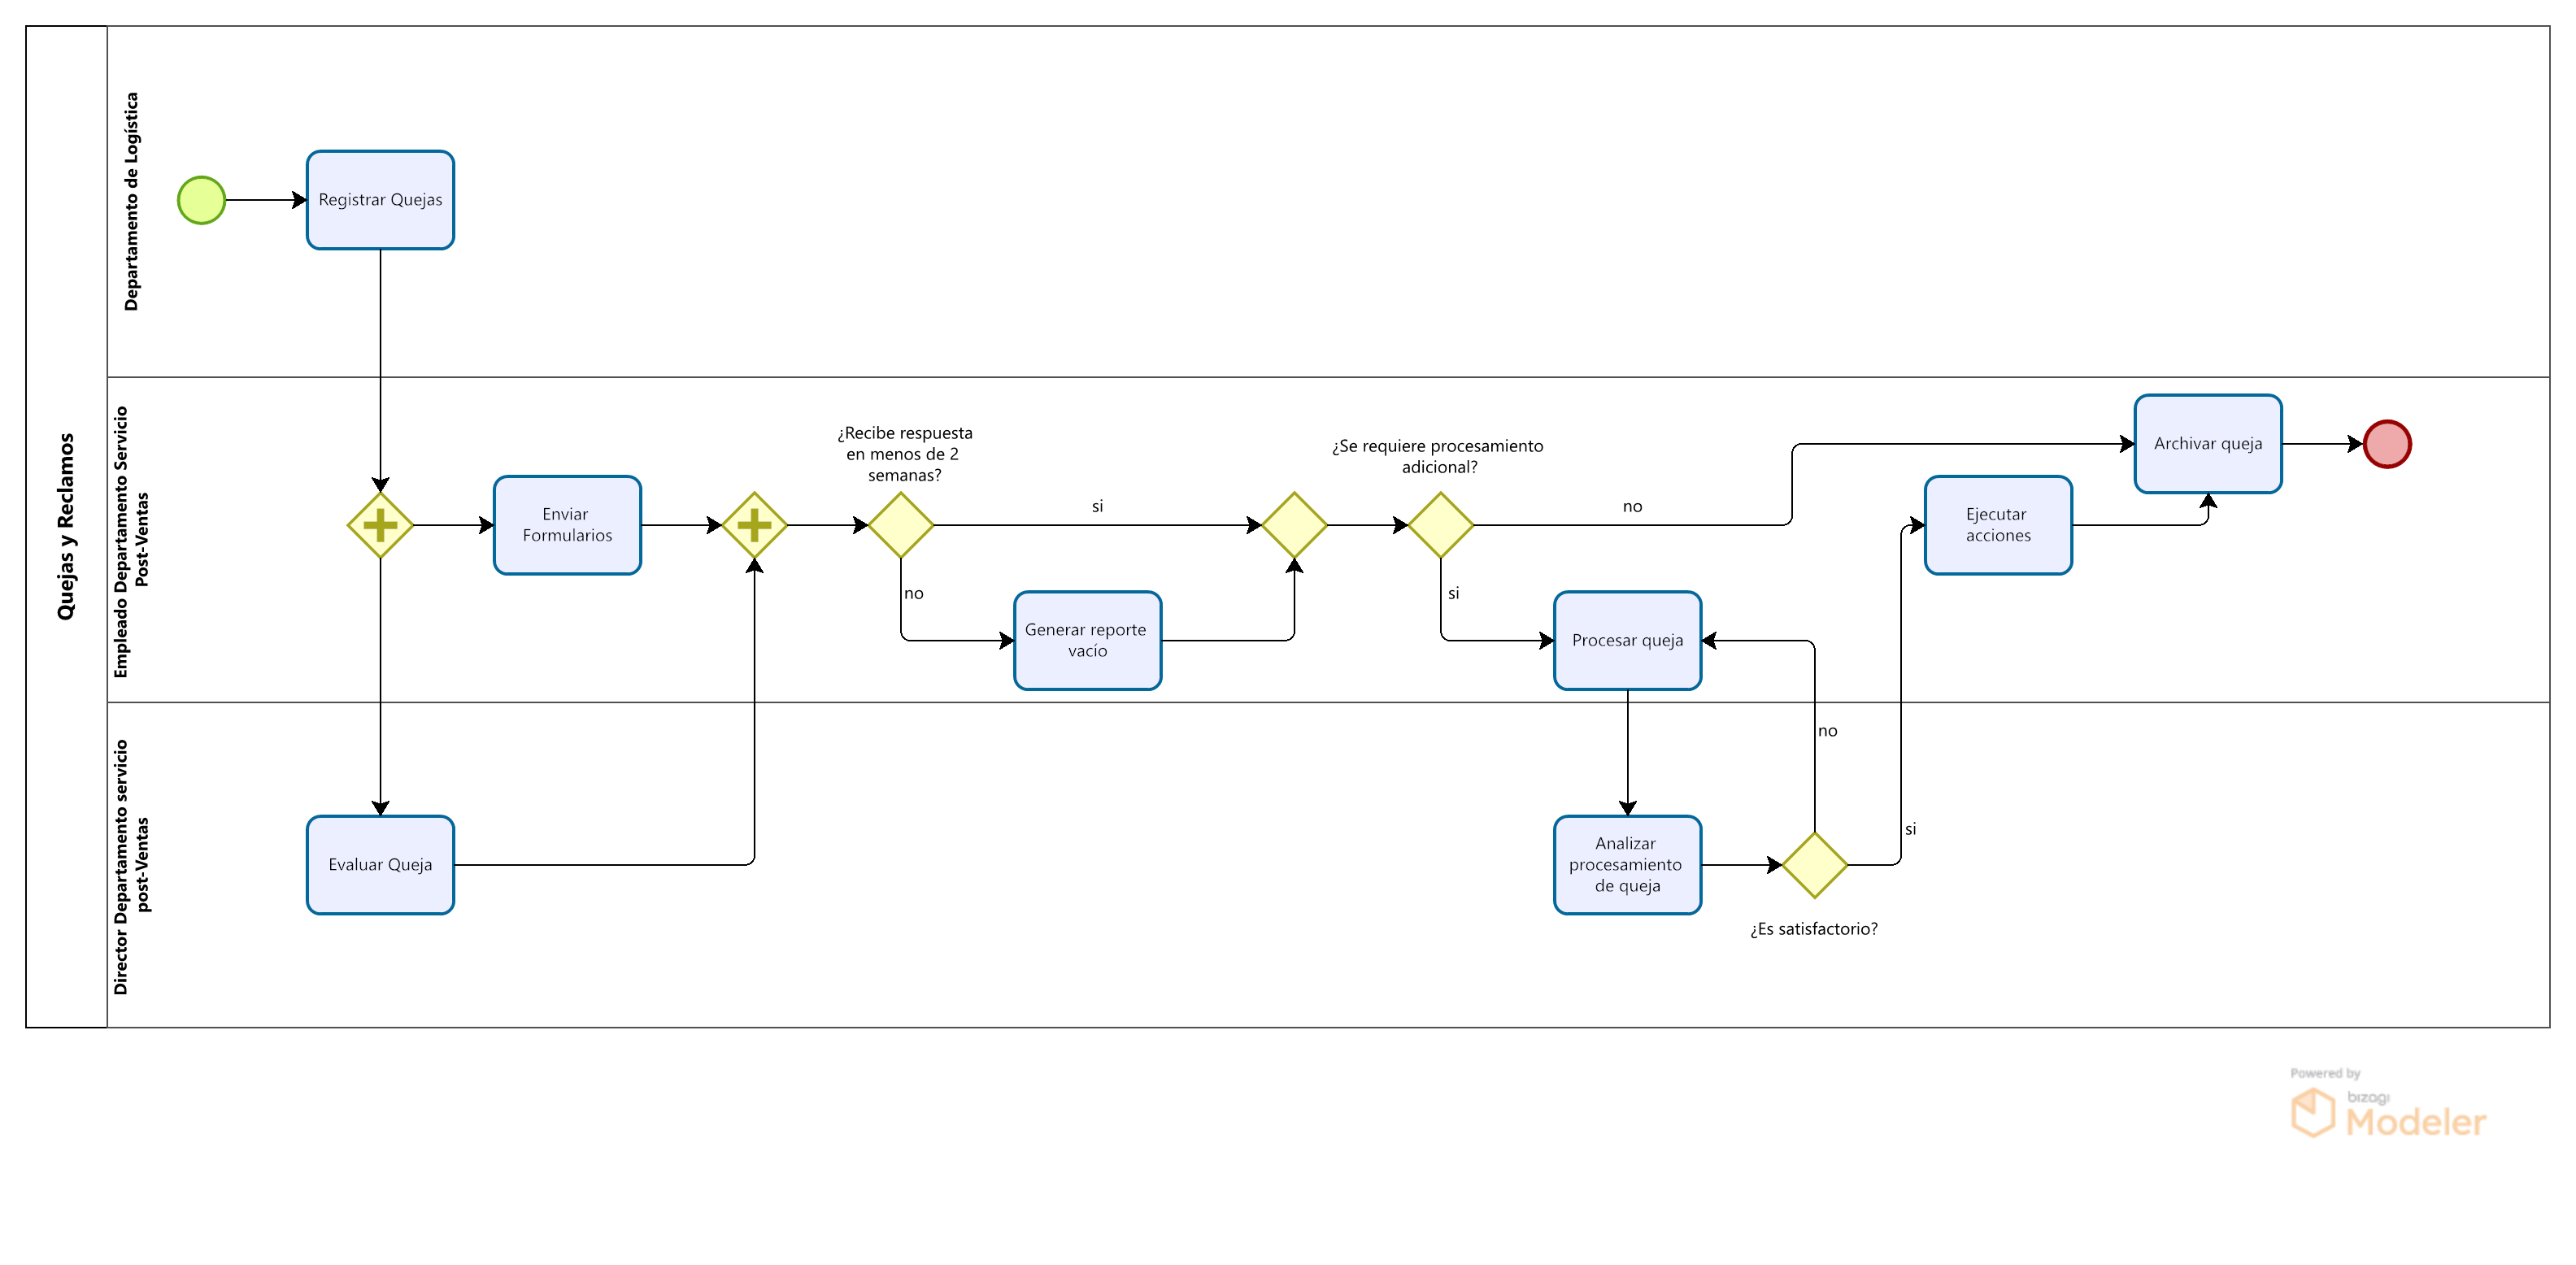 Quejas y Reclamos
Departamento de Logística
Registrar Quejas
Empleado Departamento Servicio
Post-Ventas
Enviar
Formularios
¿Recibe respuesta
en menos de 2
semanas?
si
no
Generar reporte
vacío
¿Se requiere procesamiento
adicional?
no
si
Procesar queja
Ejecutar
acciones
Archivar queja
Director Departamento servicio
post-Ventas
Evaluar Queja
Analizar
procesamiento
de queja
no
si
¿Es satisfactorio?
Powered by
bizagi
Modeler